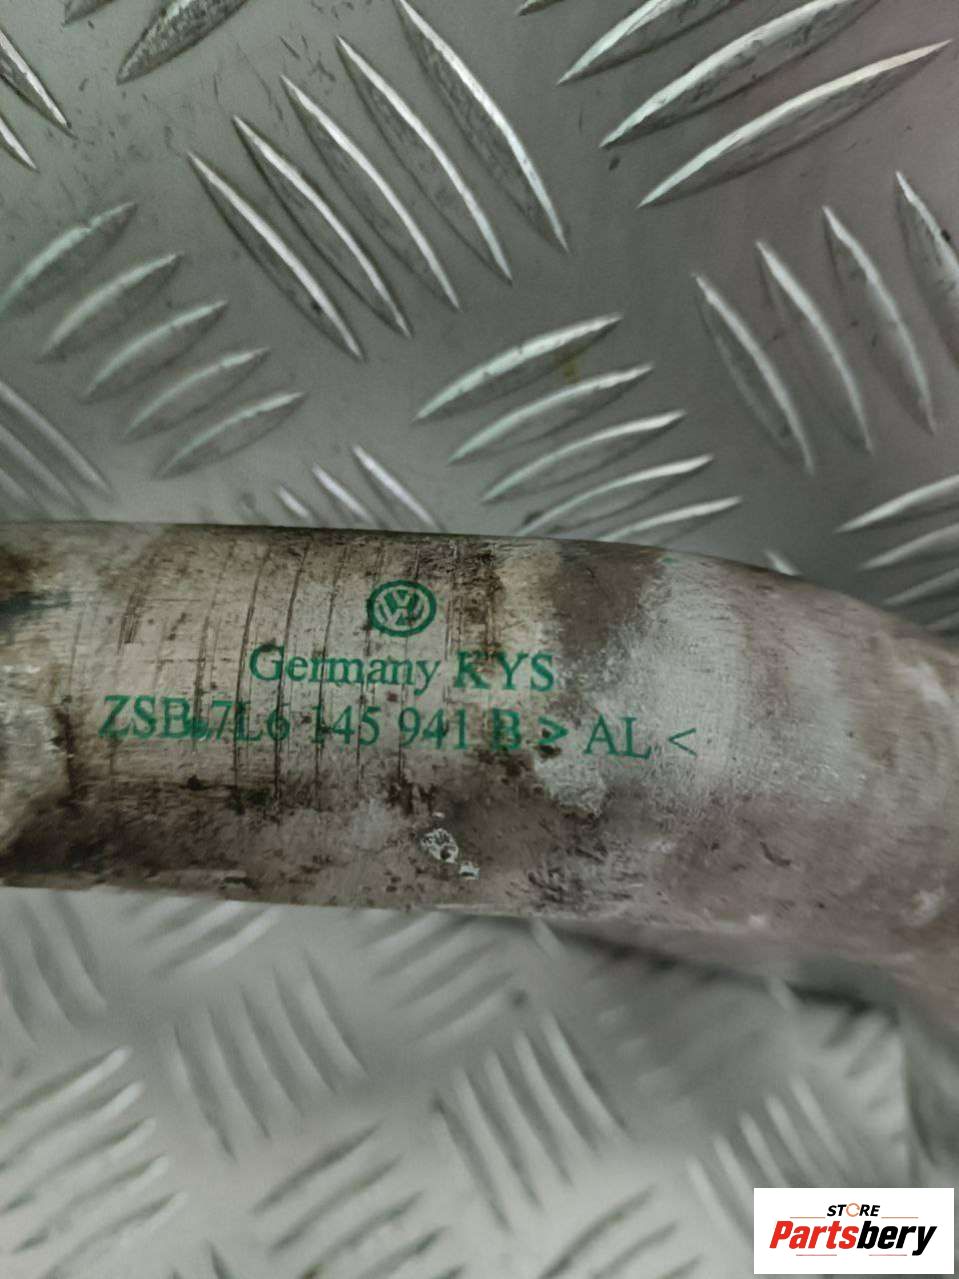 Germany KYS
ZSB.7L6 145 941 B > AL <
STORE
Partsbery